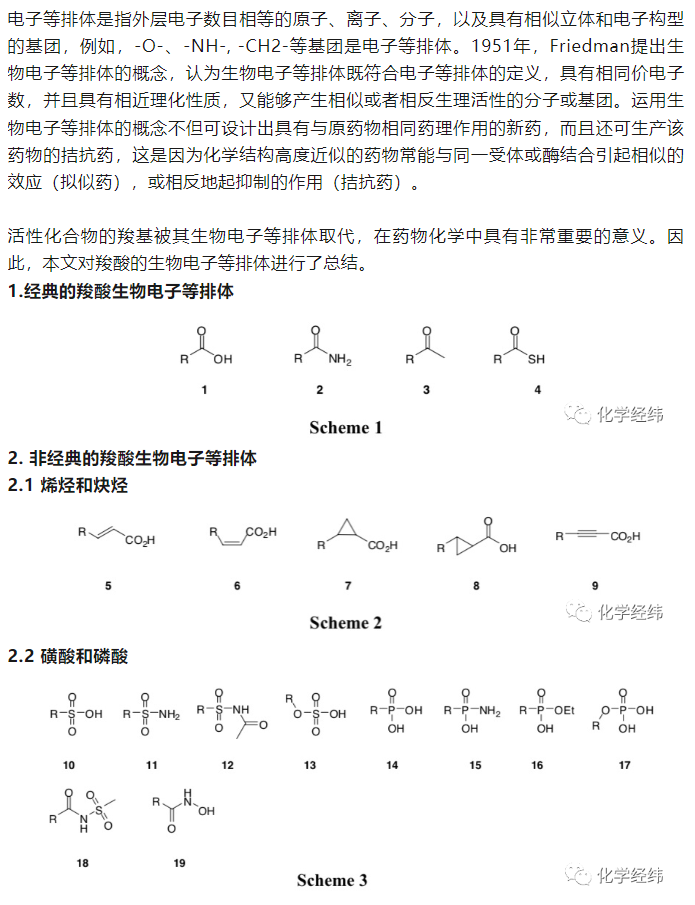 电子等排体是指外层电子数目相等的原子、离子、分子，以及具有相似立体和电子构型
的基团，例如，-O-、-NH-, -CH2-等基团是电子等排体。1951年，Friedman提出生
物电子等排体的概念，认为生物电子等排体既符合电子等排体的定义，具有相同价电子
数，并且具有相近理化性质，又能够产生相似或者相反生理活性的分子或基团。运用生
物电子等排体的概念不但可设计出具有与原药物相同药理作用的新药，而且还可生产该
药物的拮抗药，这是因为化学结构高度近似的药物常能与同一受体或酶结合引起相似的
效应（拟似药），或相反地起抑制的作用（拮抗药）。
活性化合物的羧基被其生物电子等排体取代，在药物化学中具有非常重要的意义。因
此，本文对羧酸的生物电子等排体进行了总结。
1.经典的羧酸生物电子等排体
O O O O
R OH R NH2 R R SH
1 2 3 4
化学经纬
Scheme 1
2. 非经典的羧酸生物电子等排体
2.1 烯烃和炔烃
R CO2H R CO2H R CO2H R O OH R CO2H
5 6 7 8 9
化学经纬
Scheme 2
2.2 磺酸和磷酸
O O O R O O O O
R-S-OH R-S-NH2 R-S-NH O-S-OH R-P-OH R-P-NH2 R-P-OEt O-P-OH
O O O O O OH OH OH R OH
10 11 12 13 14 15 16 17
O O S R H N OH
R N H O O
18 19
化学经纬
Scheme 3